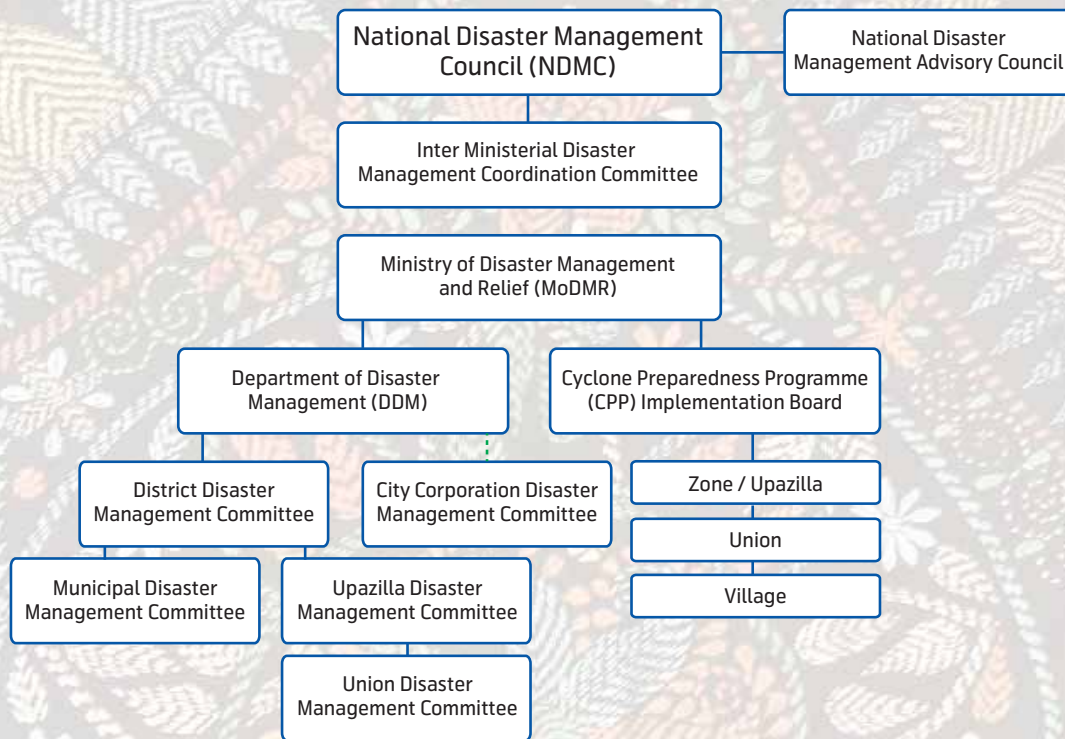 National Disaster Management
Council (NDMC)
National Disaster
Management Advisory Council
Inter Ministerial Disaster
Management Coordination Committee
Ministry of Disaster Management
and Relief (MoDMR)
Department of Disaster
Management (DDM)
Cyclone Preparedness Programme
(CPP) Implementation Board
District Disaster
Management Committee
City Corporation Disaster
Management Committee
Zone / Upazilla
Union
Village
Municipal Disaster
Management Committee
Upazilla Disaster
Management Committee
Union Disaster
Management Committee